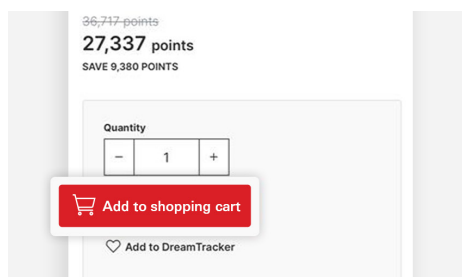 36,717 points
27,337 points
SAVE 9,380 POINTS
Quantity
− 1 +
Add to shopping cart
Add to DreamTracker